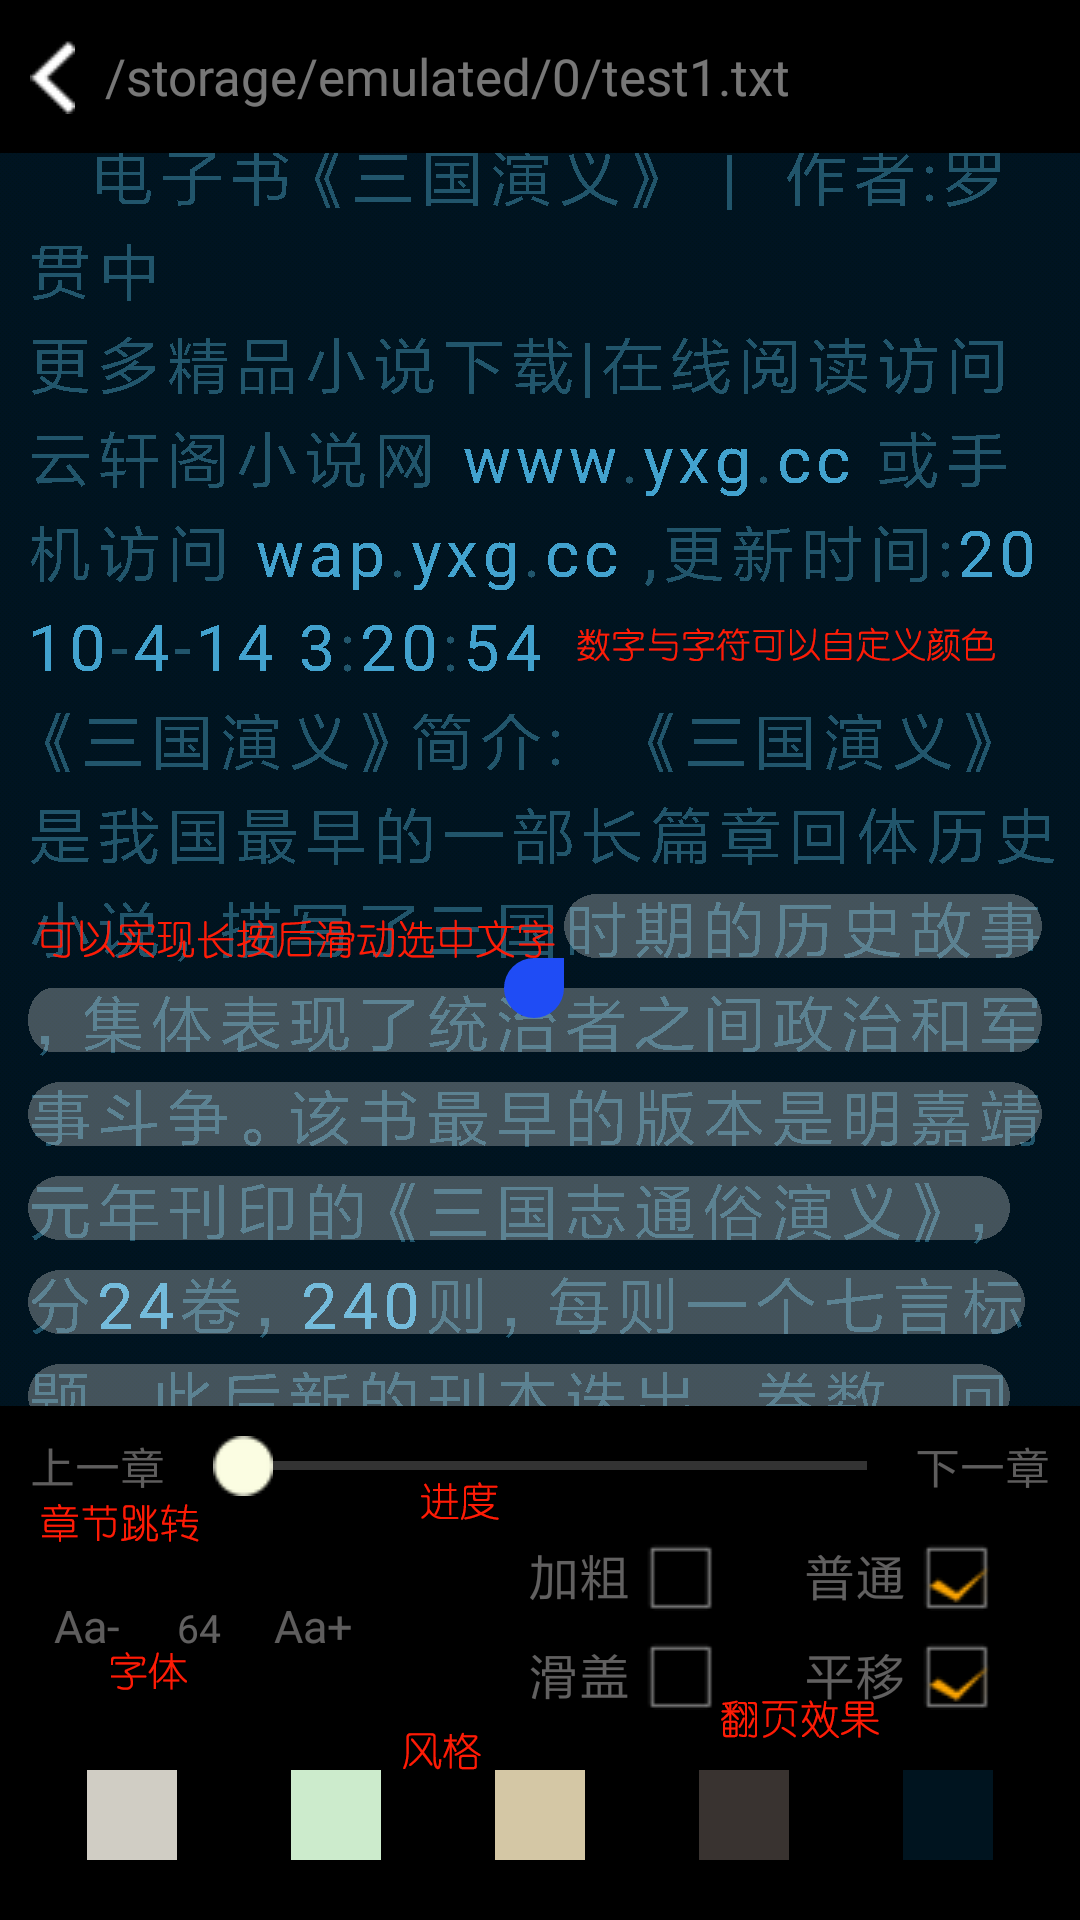 /storage/emulated/0/test1.txt
电子书《三国演义》 | 作者:罗
贯中
更多精品小说下载|在线阅读访问
云轩阁小说网 www.yxg.cc 或手
机访问 wap.yxg.cc ,更新时间:20
10-4-14 3:20:54
数字与字符可以自定义颜色
《三国演义》简介: 《三国演义》
是我国最早的一部长篇章回体历史
小说，描写了三国时期的历史故事
可以实现长按后滑动选中文字
，集体表现了统治者之间政治和军
事斗争。该书最早的版本是明嘉靖
元年刊印的《三国志通俗演义》，
分24卷，240则，每则一个七言标
题 此后新的刊本迭出 卷数 回
上一章 下一章
章节跳转 进度
加粗 普通
Aa- 64 Aa+
字体
滑盖 平移
翻页效果
风格